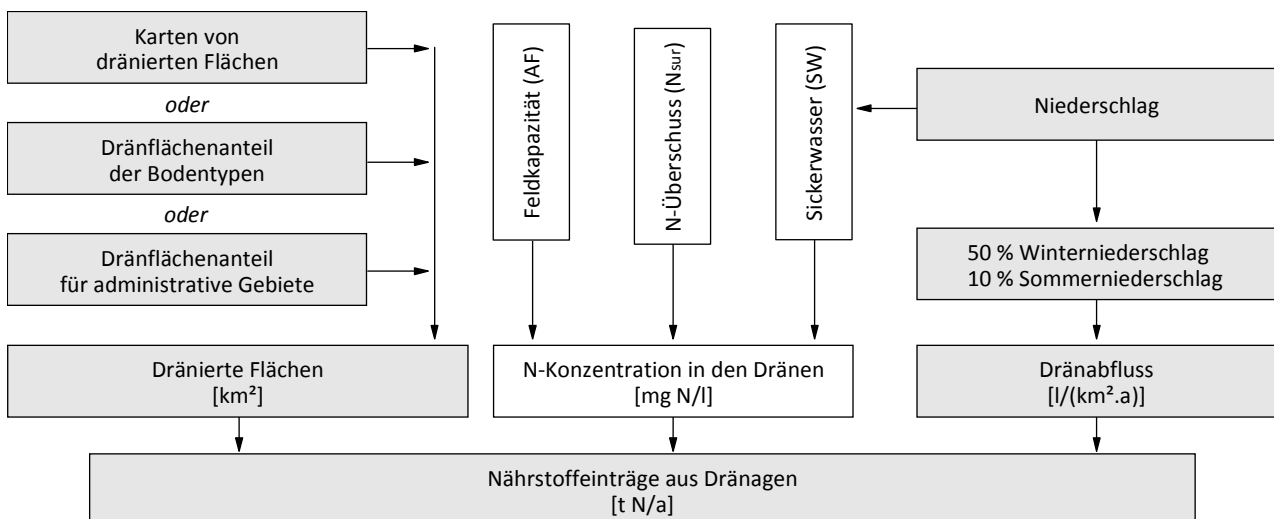 Karten von
dränierten Flächen
oder
Dränflächenanteil
der Bodentypen
oder
Dränflächenanteil
für administrative Gebiete
Feldkapazität (AF)
N-Überschuss (Nsur)
Sickerwasser (SW)
Niederschlag
50 % Winterniederschlag
10 % Sommerniederschlag
Dränierte Flächen
[km²]
N-Konzentration in den Dränen
[mg N/l]
Dränabfluss
[l/(km².a)]
Nährstoffeinträge aus Dränagen
[t N/a]